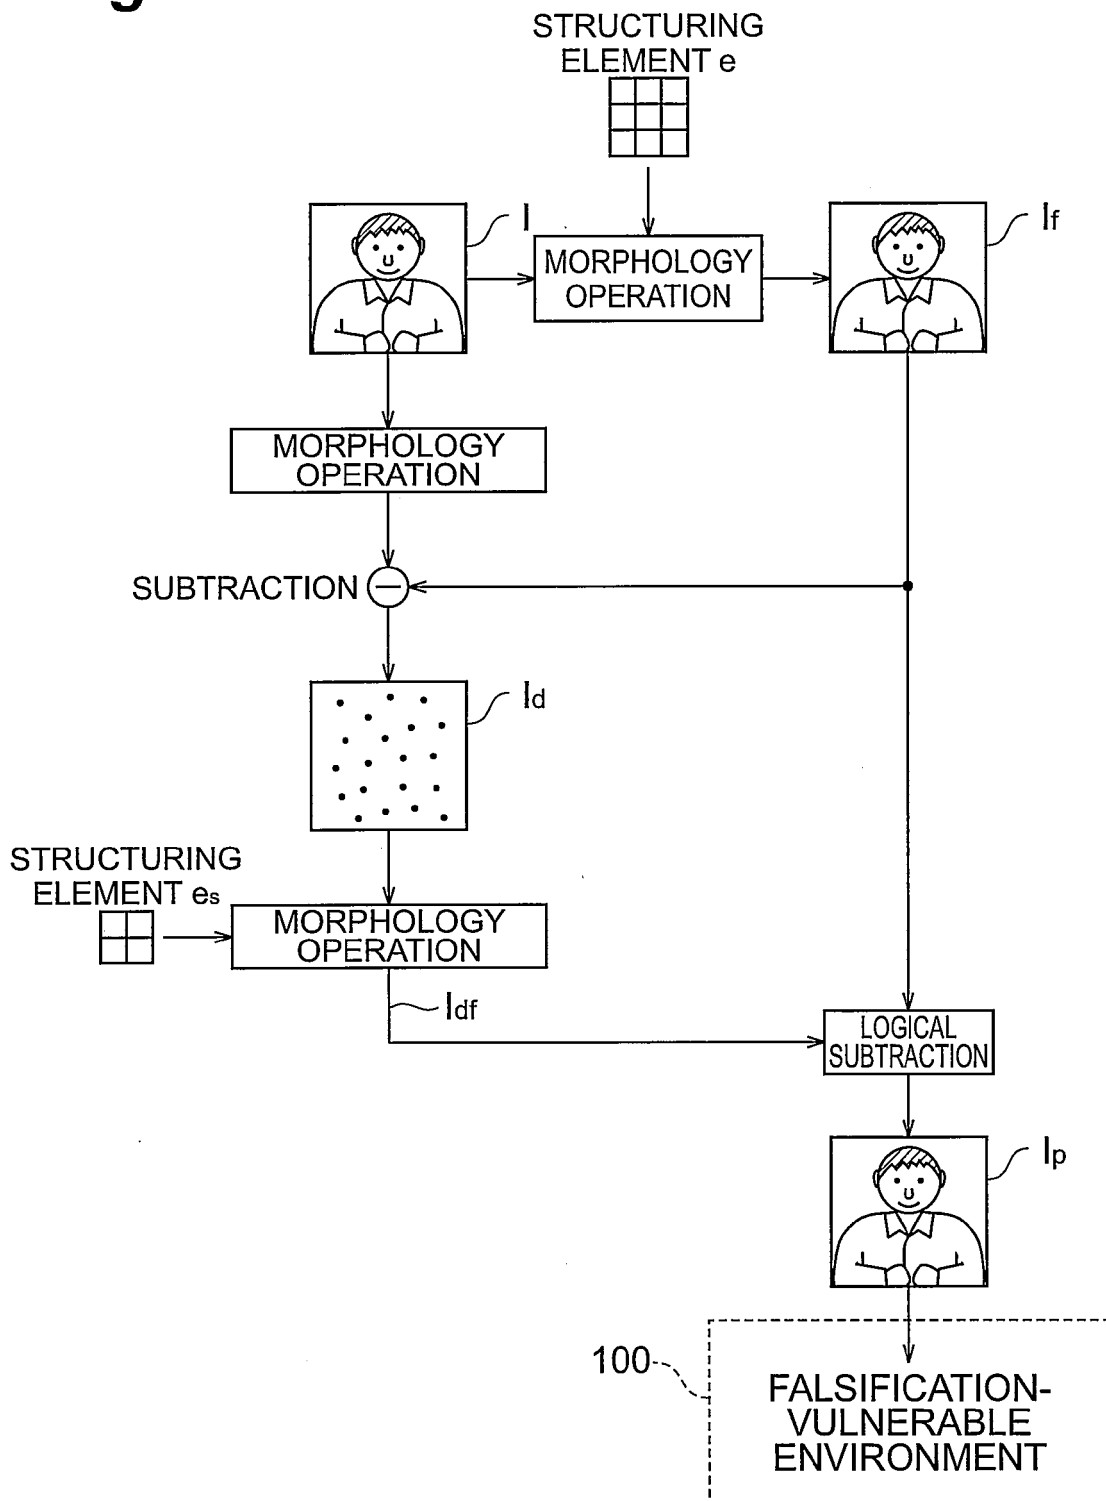 STRUCTURING
ELEMENT e
I
If
MORPHOLOGY
OPERATION
MORPHOLOGY
OPERATION
SUBTRACTION
Id
STRUCTURING
ELEMENT es
MORPHOLOGY
OPERATION
Idf
LOGICAL
SUBTRACTION
Ip
100
FALSIFICATION-
VULNERABLE
ENVIRONMENT